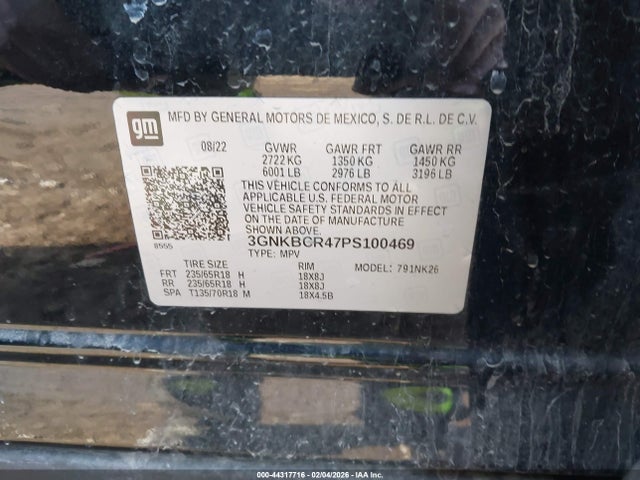 gm
MFD BY GENERAL MOTORS DE MEXICO, S. DE R.L. DE C.V.
08/22 GVWR GAWR FRT GAWR RR
2722 KG 1350 KG 1450 KG
6001 LB 2976 LB 3196 LB
THIS VEHICLE CONFORMS TO ALL
APPLICABLE U.S. FEDERAL MOTOR
VEHICLE SAFETY STANDARDS IN EFFECT
ON THE DATE OF MANUFACTURE
SHOWN ABOVE.
8555 3GNKBCR47PS100469
TYPE: MPV
TIRE SIZE RIM MODEL: 791NK26
FRT 235/65R18 H 18X8J
RR 235/65R18 H 18X8J
SPA T135/70R18 M 18X4.5B
000-44317716 - 02/04/2026 - IAA Inc.